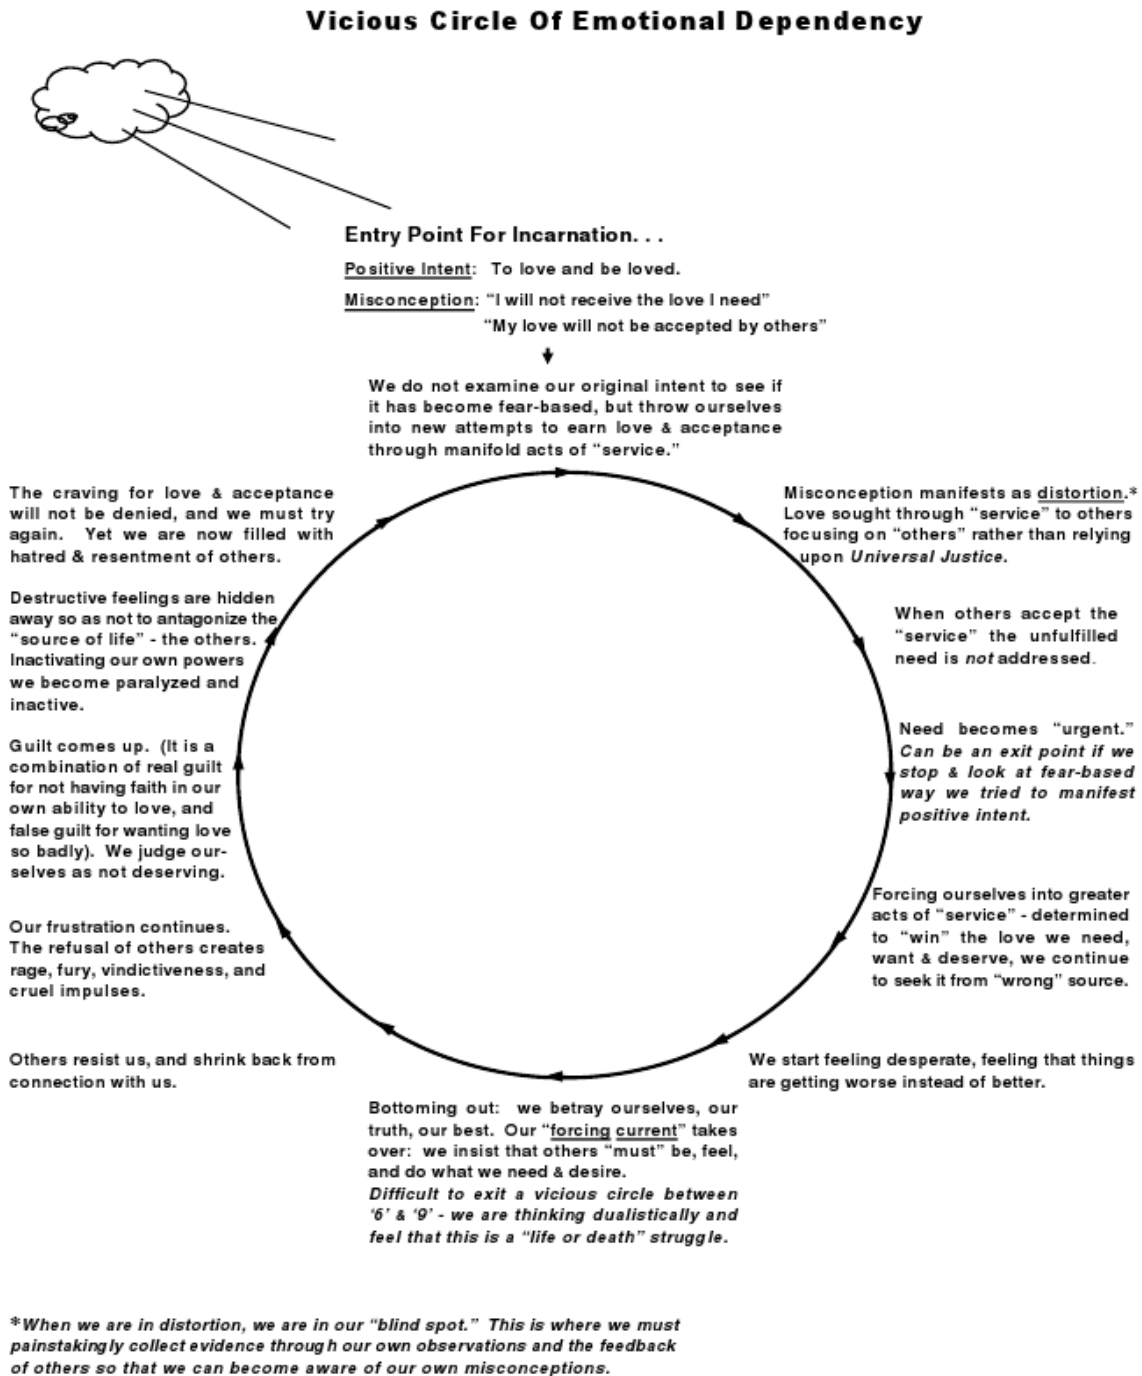 Vicious Circle Of Emotional Dependency
Entry Point For Incarnation. . .
Positive Intent: To love and be loved.
Misconception: “I will not receive the love I need”
“My love will not be accepted by others”
We do not examine our original intent to see if
it has become fear-based, but throw ourselves
into new attempts to earn love & acceptance
through manifold acts of “service.”
Misconception manifests as distortion.*
Love sought through “service” to others
focusing on “others” rather than relying
upon Universal Justice.
When others accept the
“service” the unfulfilled
need is not addressed.
Need becomes “urgent.”
Can be an exit point if we
stop & look at fear-based
way we tried to manifest
positive intent.
Forcing ourselves into greater
acts of “service” - determined
to “win” the love we need,
want & deserve, we continue
to seek it from “wrong” source.
We start feeling desperate, feeling that things
are getting worse instead of better.
Bottoming out: we betray ourselves, our
truth, our best. Our “forcing current” takes
over: we insist that others “must” be, feel,
and do what we need & desire.
Difficult to exit a vicious circle between
‘6’ & ‘9’ - we are thinking dualistically and
feel that this is a “life or death” struggle.
Others resist us, and shrink back from
connection with us.
Our frustration continues.
The refusal of others creates
rage, fury, vindictiveness, and
cruel impulses.
Guilt comes up. (It is a
combination of real guilt
for not having faith in our
own ability to love, and
false guilt for wanting love
so badly). We judge our-
selves as not deserving.
Destructive feelings are hidden
away so as not to antagonize the
“source of life” - the others.
Inactivating our own powers
we become paralyzed and
inactive.
The craving for love & acceptance
will not be denied, and we must try
again. Yet we are now filled with
hatred & resentment of others.
*When we are in distortion, we are in our “blind spot.” This is where we must
painstakingly collect evidence through our own observations and the feedback
of others so that we can become aware of our own misconceptions.